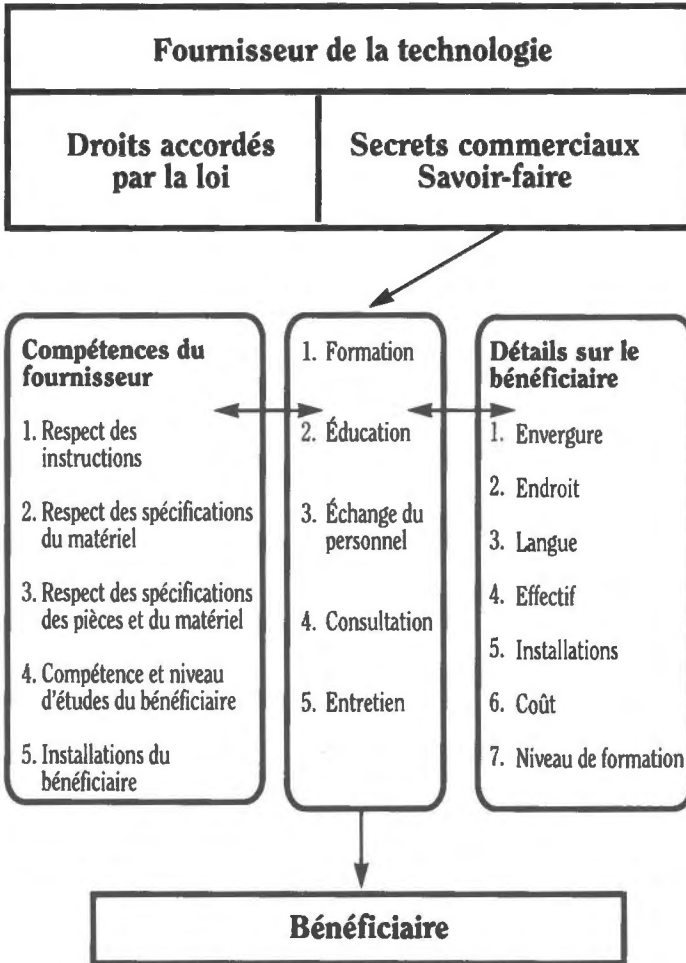 Fournisseur de la technologie
Droits accordés
par la loi
Secrets commerciaux
Savoir-faire
Compétences du
fournisseur
1. Respect des
instructions
2. Respect des spécifications
du matériel
3. Respect des spécifications
des pièces et du matériel
4. Compétence et niveau
d'études du bénéficiaire
5. Installations du
bénéficiaire
1. Formation
2. Éducation
3. Échange du
personnel
4. Consultation
5. Entretien
Détails sur le
bénéficiaire
1. Envergure
2. Endroit
3. Langue
4. Effectif
5. Installations
6. Coût
7. Niveau de formation
Bénéficiaire